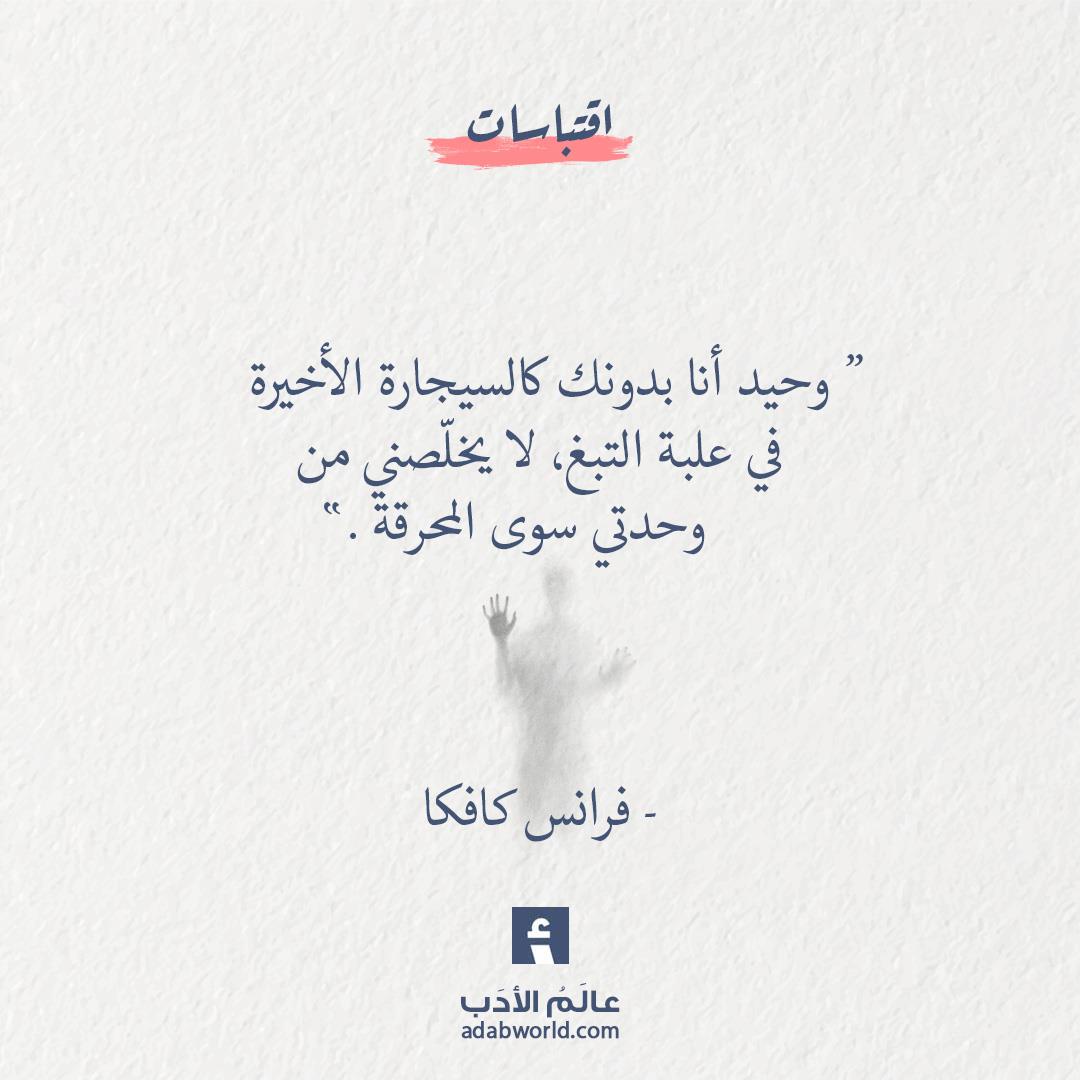 اقتباسات
” وحيد أنا بدونك كالسيجارة الأخيرة
في علبة التبغ، لا يخلّصني من
وحدتي سوى المحرقة . “
- فرانس كافكا
أ
عالَمُ الأدَب
adabworld.com